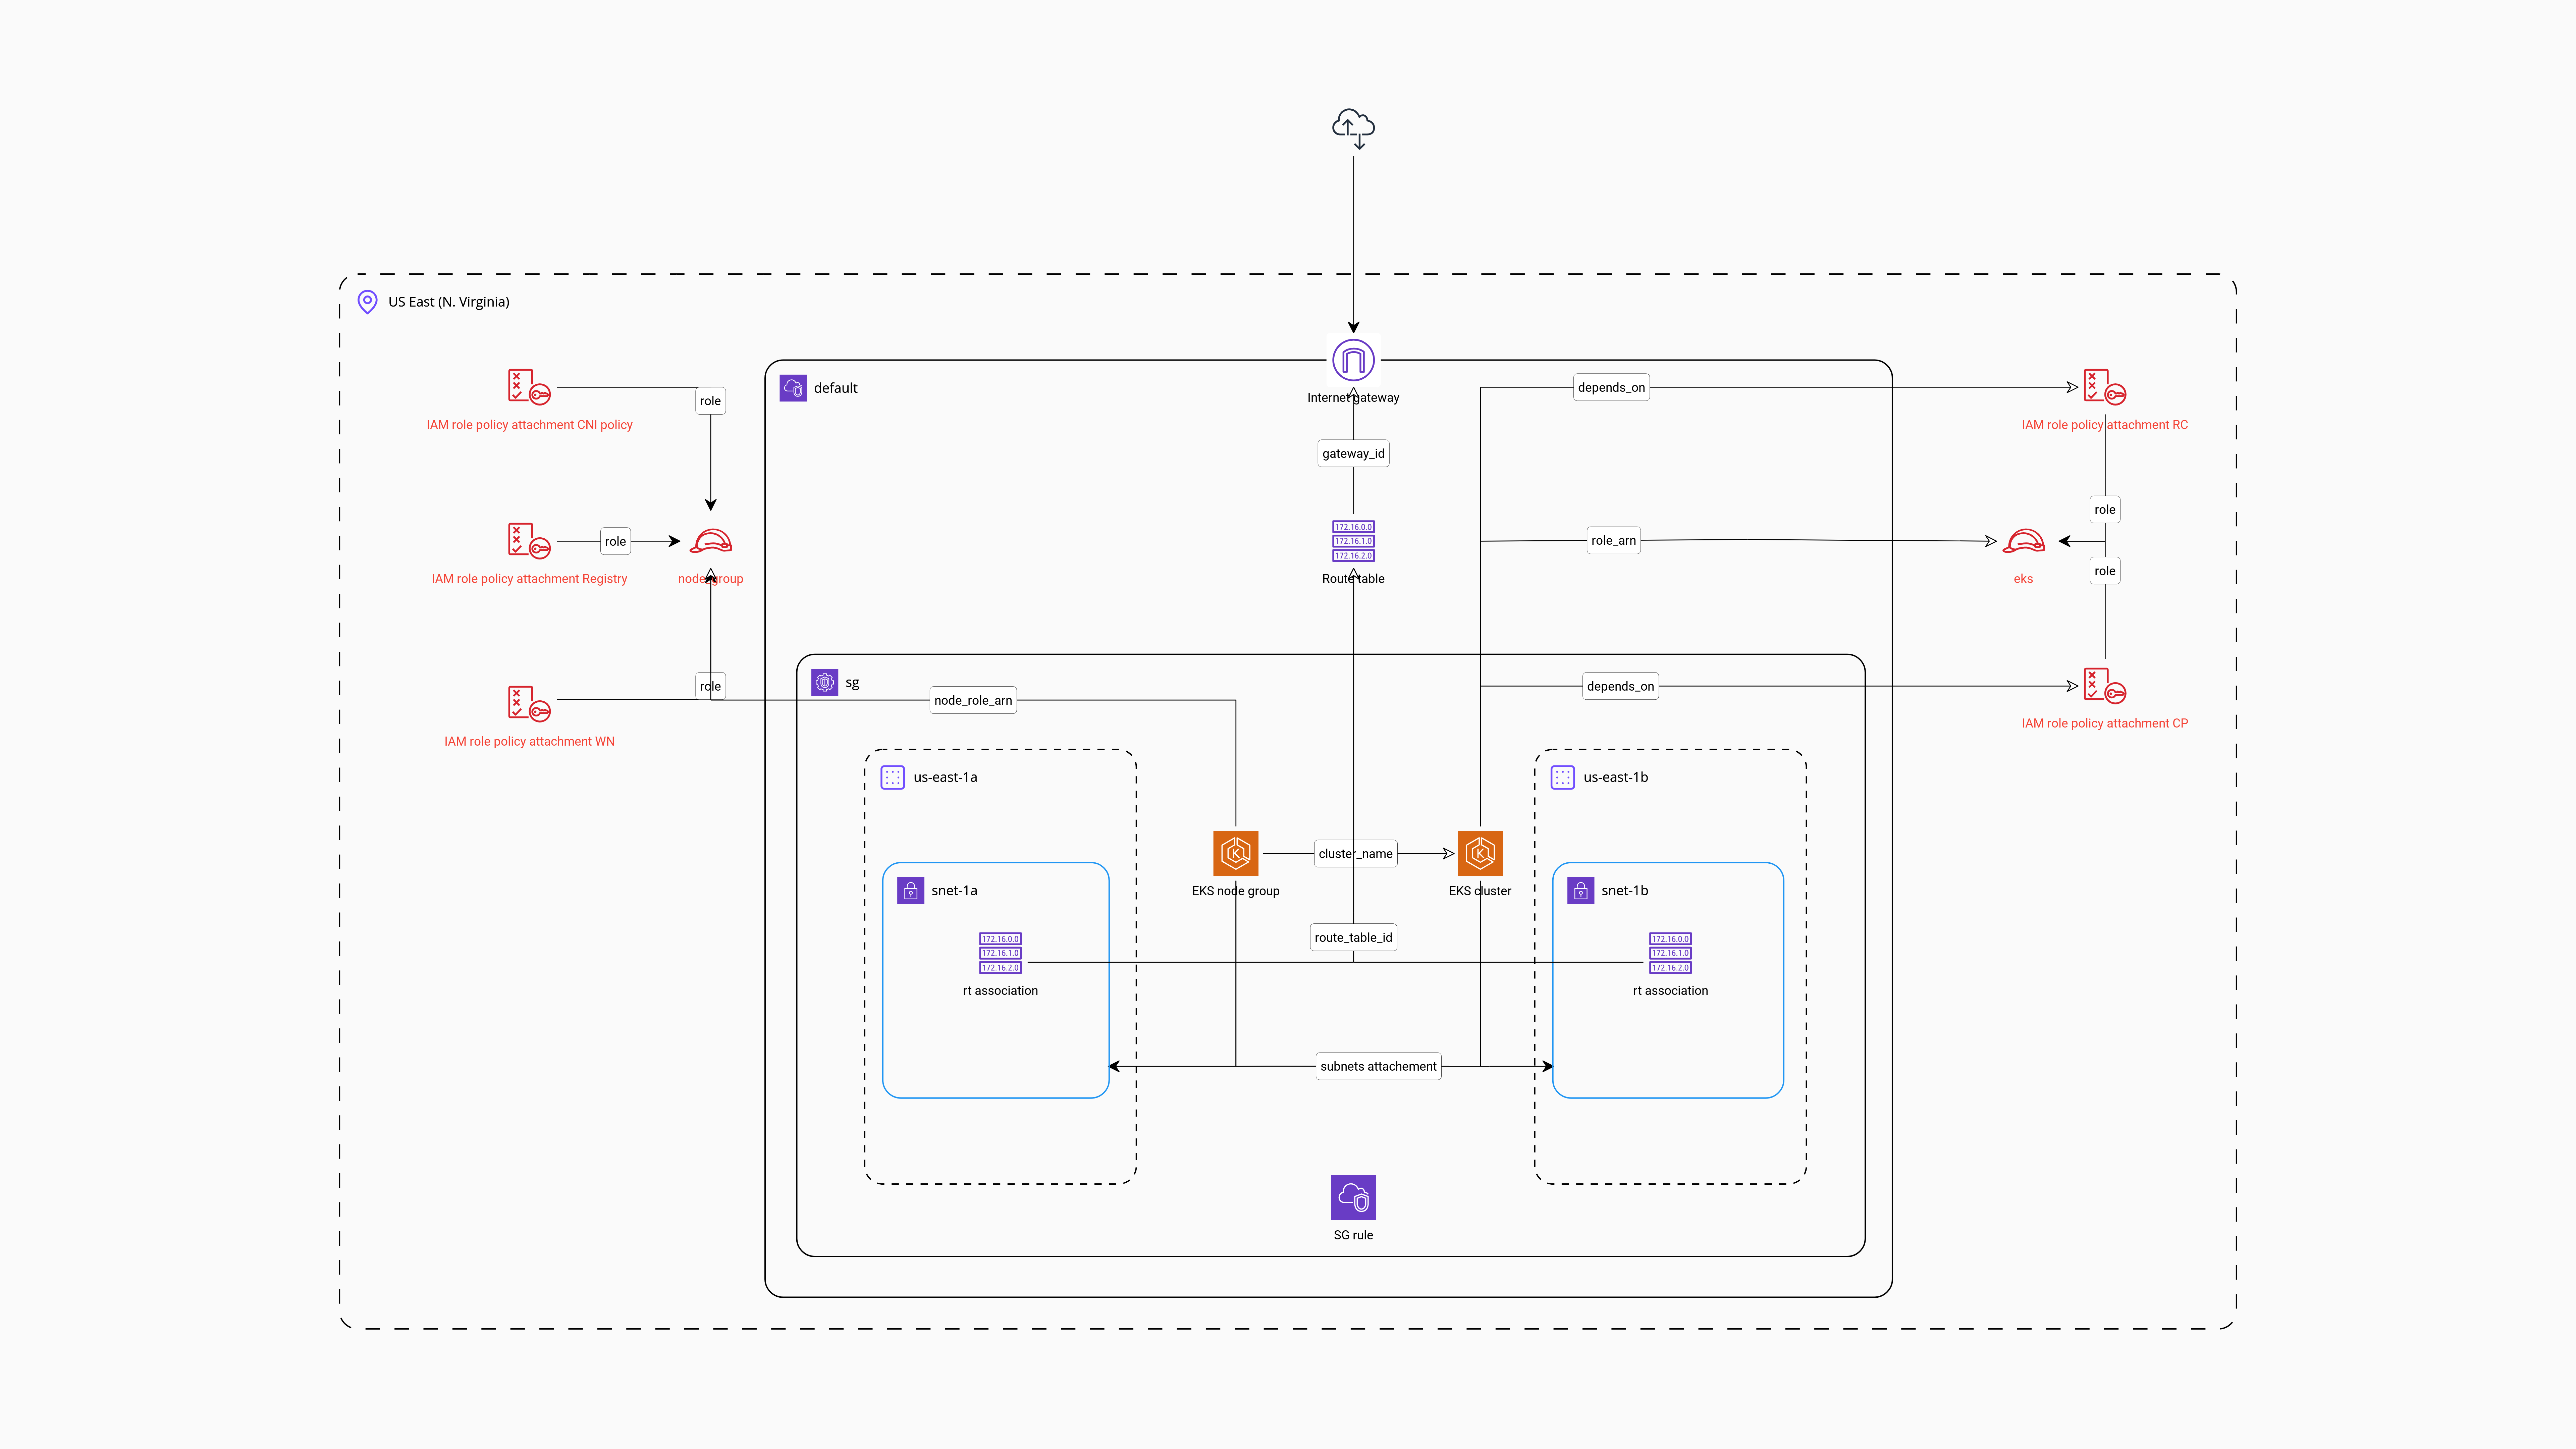 US East (N. Virginia)
IAM role policy attachment CNI policy
role
default
Internet gateway
depends_on
IAM role policy attachment RC
gateway_id
role
IAM role policy attachment Registry
role
node group
172.16.0.0
172.16.1.0
172.16.2.0
Route table
role_arn
eks
role
role
sg
node_role_arn
depends_on
IAM role policy attachment CP
IAM role policy attachment WN
us-east-1a
us-east-1b
cluster_name
EKS node group
EKS cluster
snet-1a
snet-1b
172.16.0.0
172.16.1.0
172.16.2.0
rt association
route_table_id
172.16.0.0
172.16.1.0
172.16.2.0
rt association
subnets attachement
SG rule